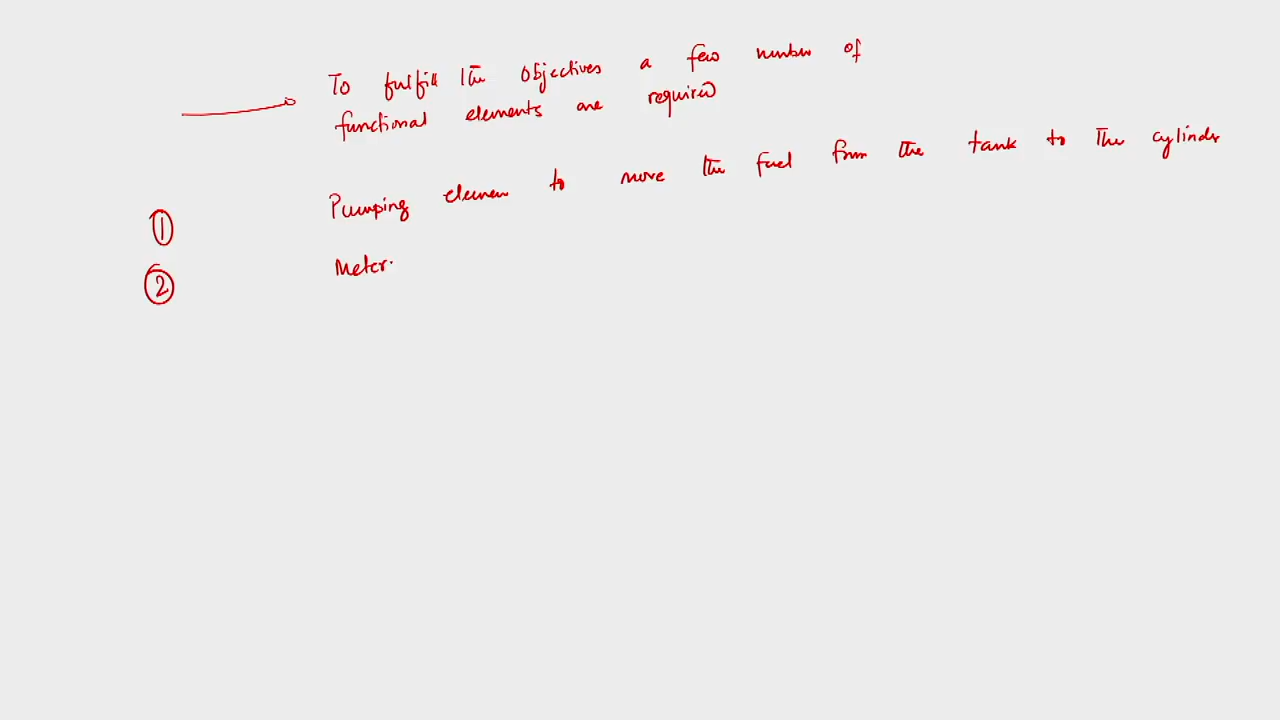 To fulfill the objectives a few number of
functional elements are required
① Pumping elemen to move the fuel from the tank to the cylinder
② Meter